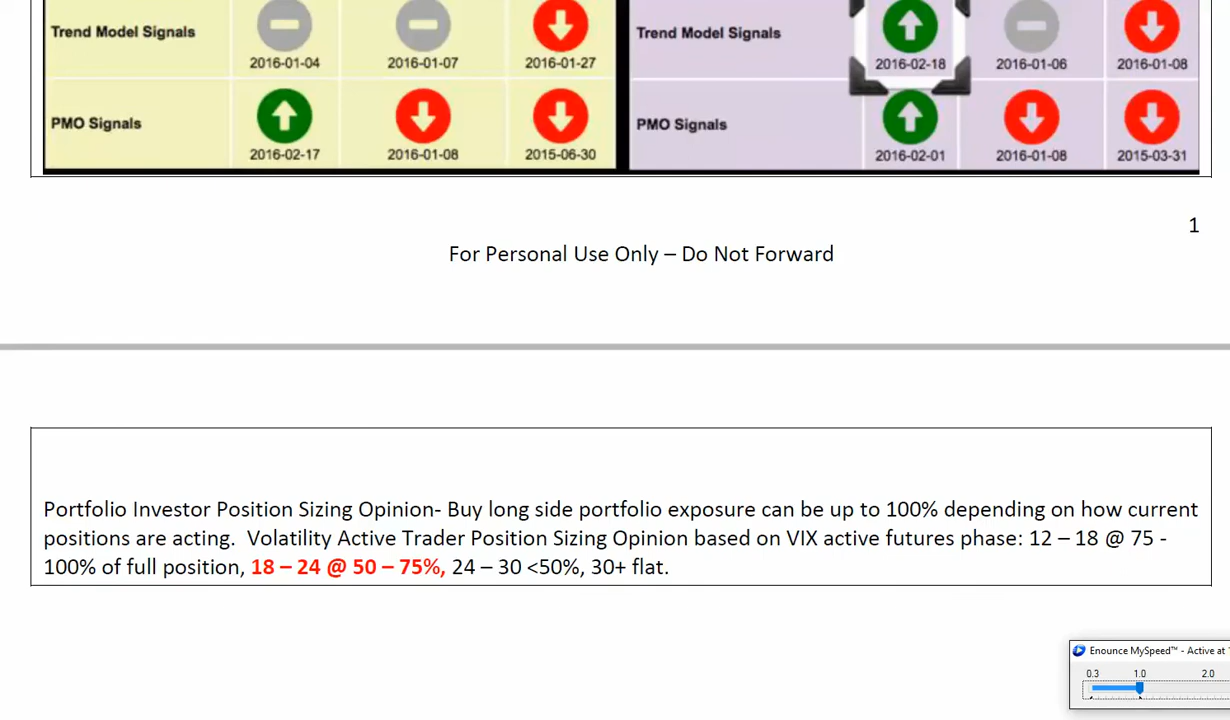 Trend Model Signals 2016-01-04 2016-01-07 2016-01-27 Trend Model Signals 2016-02-18 2016-01-06 2016-01-08
PMO Signals 2016-02-17 2016-01-08 2015-06-30 PMO Signals 2016-02-01 2016-01-08 2015-03-31
1
For Personal Use Only – Do Not Forward
Portfolio Investor Position Sizing Opinion- Buy long side portfolio exposure can be up to 100% depending on how current
positions are acting.  Volatility Active Trader Position Sizing Opinion based on VIX active futures phase: 12 – 18 @ 75 -
100% of full position, 18 – 24 @ 50 – 75%, 24 – 30 <50%, 30+ flat.
Enounce MySpeed™ - Active at
0.3 1.0 2.0